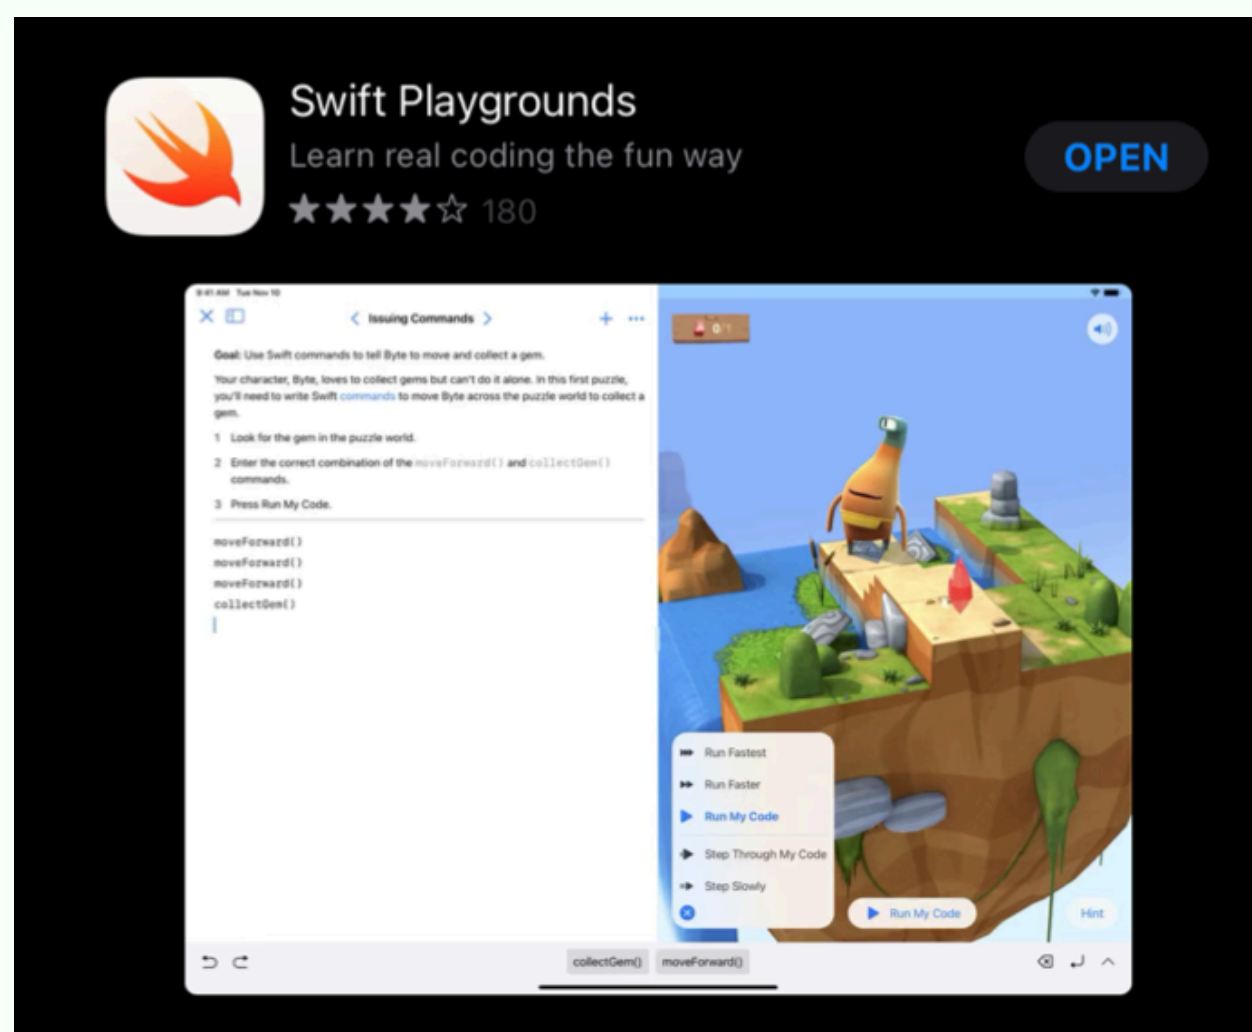 Swift Playgrounds
Learn real coding the fun way
OPEN
180
9:41 AM Tue Nov 10
Issuing Commands
Goal: Use Swift commands to tell Byte to move and collect a gem.
Your character, Byte, loves to collect gems but can't do it alone. In this first puzzle,
you'll need to write Swift commands to move Byte across the puzzle world to collect a
gem.
1 Look for the gem in the puzzle world.
2 Enter the correct combination of the moveForward() and collectGem()
commands.
3 Press Run My Code.
moveForward()
moveForward()
moveForward()
collectGem()
0/1
Run Fastest
Run Faster
Run My Code
Step Through My Code
Step Slowly
Run My Code
Hint
collectGem() moveForward()